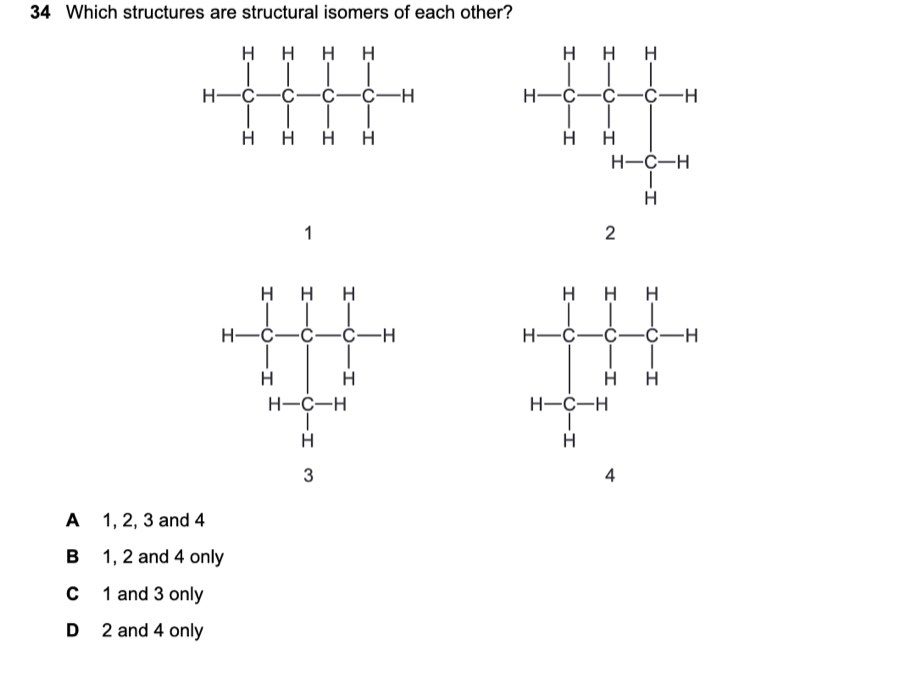 34 Which structures are structural isomers of each other?
H H H H
H—C—C—C—C—H
H H H H
1
H H H
H—C—C—C—H
H H
H—C—H
H
2
H H H
H—C—C—C—H
H H
H—C—H
H
3
H H H
H—C—C—C—H
H H
H—C—H
H
4
A 1, 2, 3 and 4
B 1, 2 and 4 only
C 1 and 3 only
D 2 and 4 only